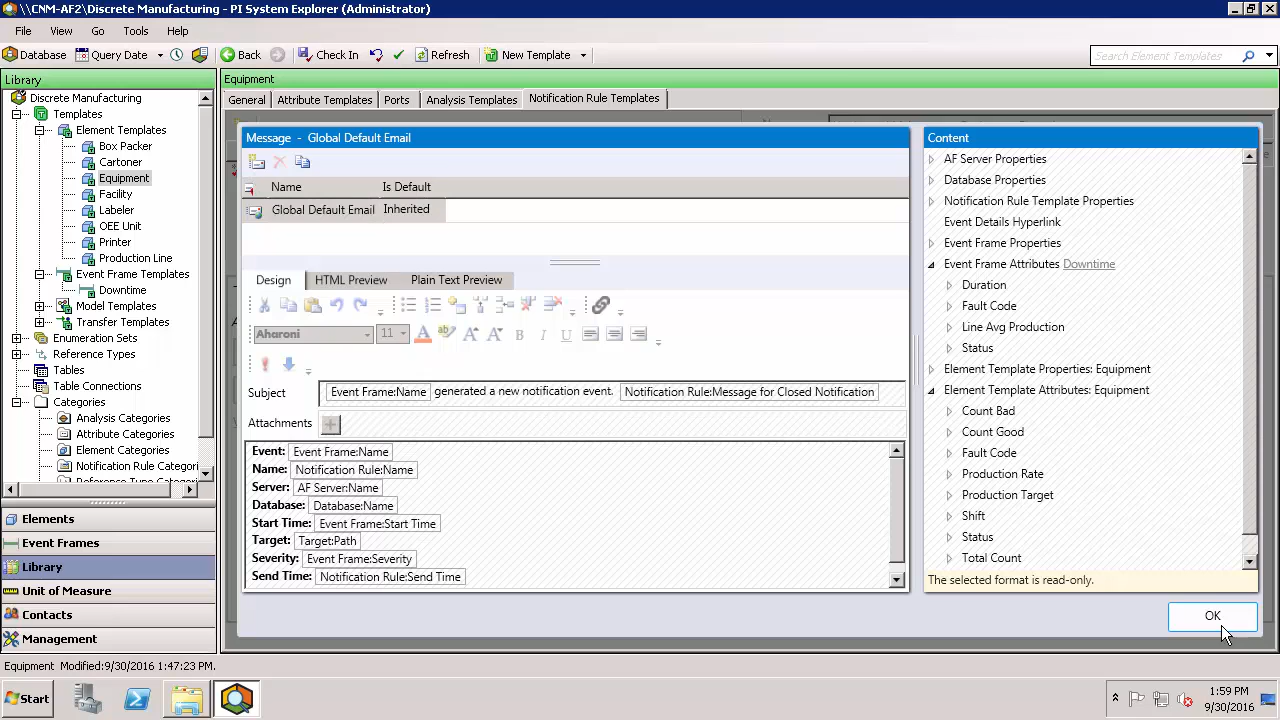 \\CNM-AF2\Discrete Manufacturing - PI System Explorer (Administrator)
File View Go Tools Help
Database Query Date Back Check In Refresh New Template Search Element Templates
Library
Discrete Manufacturing
Templates
Element Templates
Box Packer
Cartoner
Equipment
Facility
Labeler
OEE Unit
Printer
Production Line
Event Frame Templates
Downtime
Model Templates
Transfer Templates
Enumeration Sets
Reference Types
Tables
Table Connections
Categories
Analysis Categories
Attribute Categories
Element Categories
Notification Rule Categori
Elements
Event Frames
Library
Unit of Measure
Contacts
Management
Equipment
General Attribute Templates Ports Analysis Templates Notification Rule Templates
Message - Global Default Email
Name Is Default
Global Default Email Inherited
Design HTML Preview Plain Text Preview
Aharoni 11 A ab A A B I U
Subject Event Frame:Name generated a new notification event. Notification Rule:Message for Closed Notification
Attachments
Event: Event Frame:Name
Name: Notification Rule:Name
Server: AF Server:Name
Database: Database:Name
Start Time: Event Frame:Start Time
Target: Target:Path
Severity: Event Frame:Severity
Send Time: Notification Rule:Send Time
Content
AF Server Properties
Database Properties
Notification Rule Template Properties
Event Details Hyperlink
Event Frame Properties
Event Frame Attributes Downtime
Duration
Fault Code
Line Avg Production
Status
Element Template Properties: Equipment
Element Template Attributes: Equipment
Count Bad
Count Good
Fault Code
Production Rate
Production Target
Shift
Status
Total Count
The selected format is read-only.
OK
Equipment Modified:9/30/2016 1:47:23 PM.
Start
1:59 PM
9/30/2016